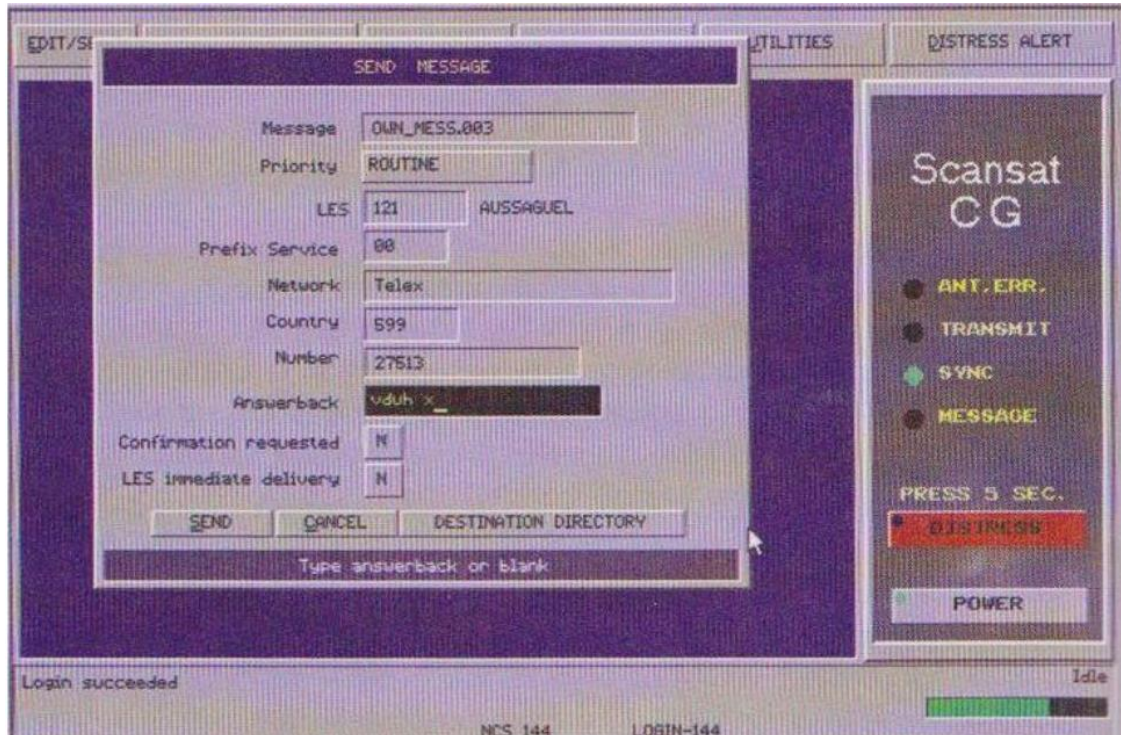 EDIT/SE
UTILITIES
DISTRESS ALERT
SEND MESSAGE
Message OWN_MESS.003
Priority ROUTINE
LES 121 AUSSAGUEL
Prefix Service 00
Network Telex
Country 599
Number 27513
Answerback vduh x_
Confirmation requested N
LES immediate delivery N
SEND CANCEL DESTINATION DIRECTORY
Type answerback or blank
Scansat
CG
ANT.ERR.
TRANSMIT
SYNC
MESSAGE
PRESS 5 SEC.
DISTRESS
POWER
Login succeeded
Idle
NCS 144 LOGIN-144